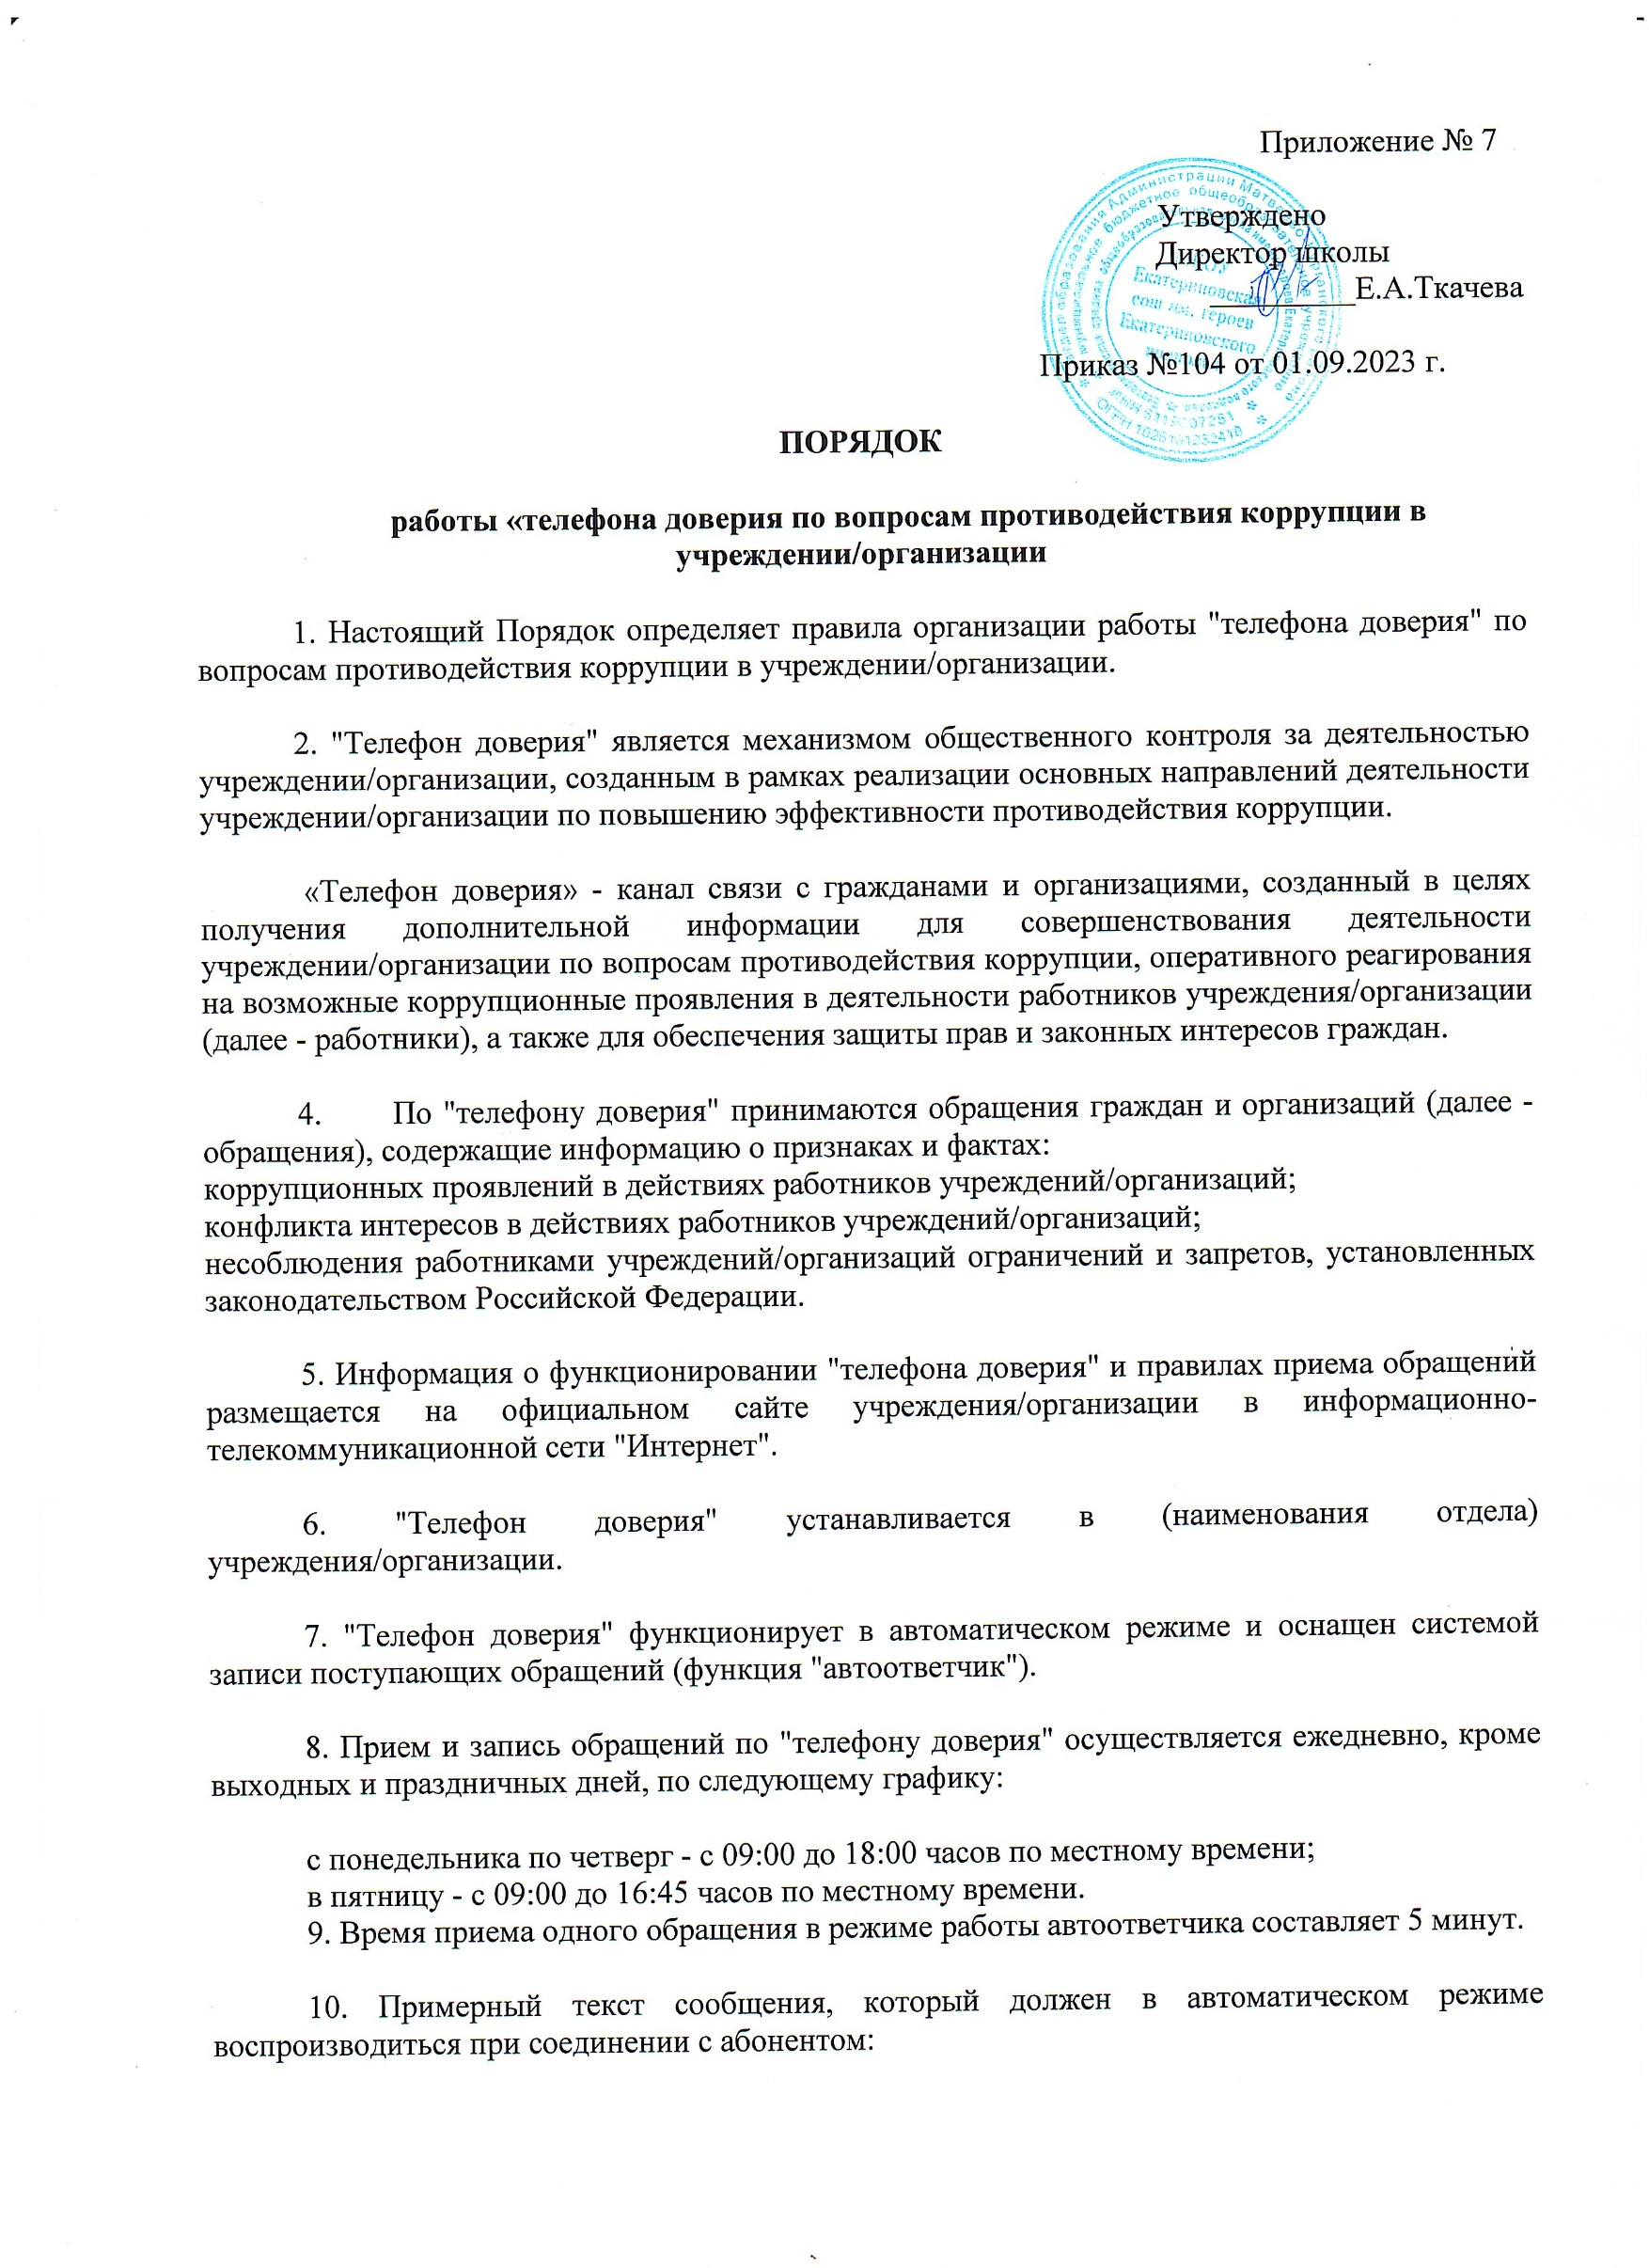 Приложение № 7
Утверждено
Директор школы
Е.А.Ткачева
Екатериновская
сош им. героев
Екатериновского
Приказ №104 от 01.09.2023 г.
ПОРЯДОК
работы «телефона доверия по вопросам противодействия коррупции в
учреждении/организации
1. Настоящий Порядок определяет правила организации работы "телефона доверия" по
вопросам противодействия коррупции в учреждении/организации.
2. "Телефон доверия" является механизмом общественного контроля за деятельностью
учреждении/организации, созданным в рамках реализации основных направлений деятельности
учреждении/организации по повышению эффективности противодействия коррупции.
«Телефон доверия» - канал связи с гражданами и организациями, созданный в целях
получения дополнительной информации для совершенствования деятельности
учреждении/организации по вопросам противодействия коррупции, оперативного реагирования
на возможные коррупционные проявления в деятельности работников учреждения/организации
(далее - работники), а также для обеспечения защиты прав и законных интересов граждан.
4. По "телефону доверия" принимаются обращения граждан и организаций (далее -
обращения), содержащие информацию о признаках и фактах:
коррупционных проявлений в действиях работников учреждений/организаций;
конфликта интересов в действиях работников учреждений/организаций;
несоблюдения работниками учреждений/организаций ограничений и запретов, установленных
законодательством Российской Федерации.
5. Информация о функционировании "телефона доверия" и правилах приема обращений
размещается на официальном сайте учреждения/организации в информационно-
телекоммуникационной сети "Интернет".
6. "Телефон доверия" устанавливается в (наименования отдела)
учреждения/организации.
7. "Телефон доверия" функционирует в автоматическом режиме и оснащен системой
записи поступающих обращений (функция "автоответчик").
8. Прием и запись обращений по "телефону доверия" осуществляется ежедневно, кроме
выходных и праздничных дней, по следующему графику:
с понедельника по четверг - с 09:00 до 18:00 часов по местному времени;
в пятницу - с 09:00 до 16:45 часов по местному времени.
9. Время приема одного обращения в режиме работы автоответчика составляет 5 минут.
10. Примерный текст сообщения, который должен в автоматическом режиме
воспроизводиться при соединении с абонентом: